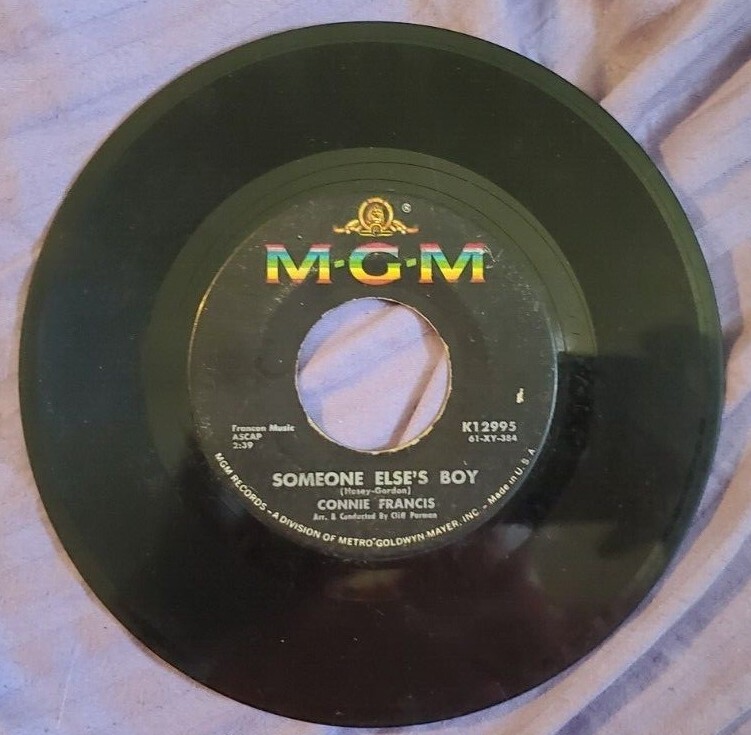 ®
M·G·M
Francon Music
ASCAP
2:39
K12995
61-XY-384
SOMEONE ELSE'S BOY
(Hosey-Gordon)
CONNIE FRANCIS
Arr. & Conducted By Cliff Parman
MGM RECORDS – A DIVISION OF METRO-GOLDWYN-MAYER, INC. – Made in U. S. A